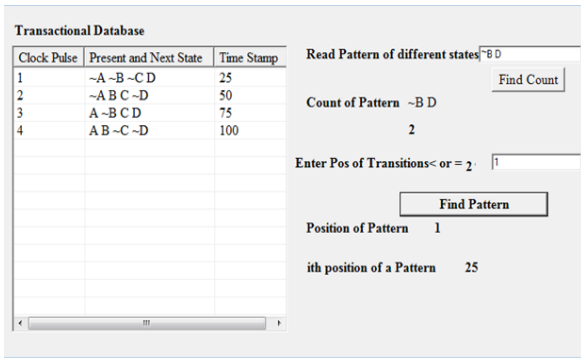 Transactional Database
Clock Pulse Present and Next State Time Stamp
1 ~A ~B ~C D 25
2 ~A B C ~D 50
3 A ~B C D 75
4 A B ~C ~D 100
Read Pattern of different states ~B D
Find Count
Count of Pattern ~B D
2
Enter Pos of Transitions< or = 2 1
Find Pattern
Position of Pattern 1
ith position of a Pattern 25